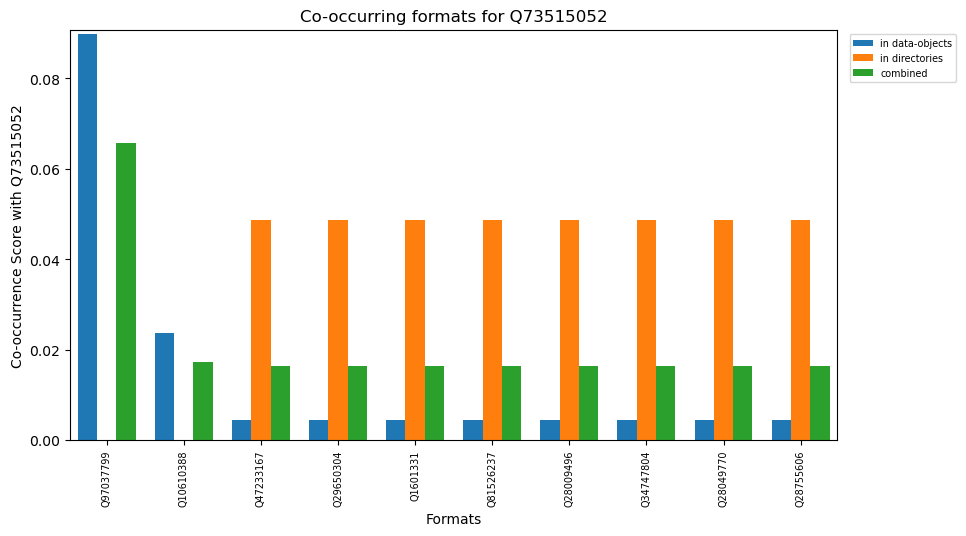 Co-occurring formats for Q73515052
in data-objects
in directories
combined
Co-occurrence Score with Q73515052
0.08
0.06
0.04
0.02
0.00
Q97037799
Q10610388
Q47233167
Q29650304
Q1601331
Q81526237
Q28009496
Q34747804
Q28049770
Q28755606
Formats